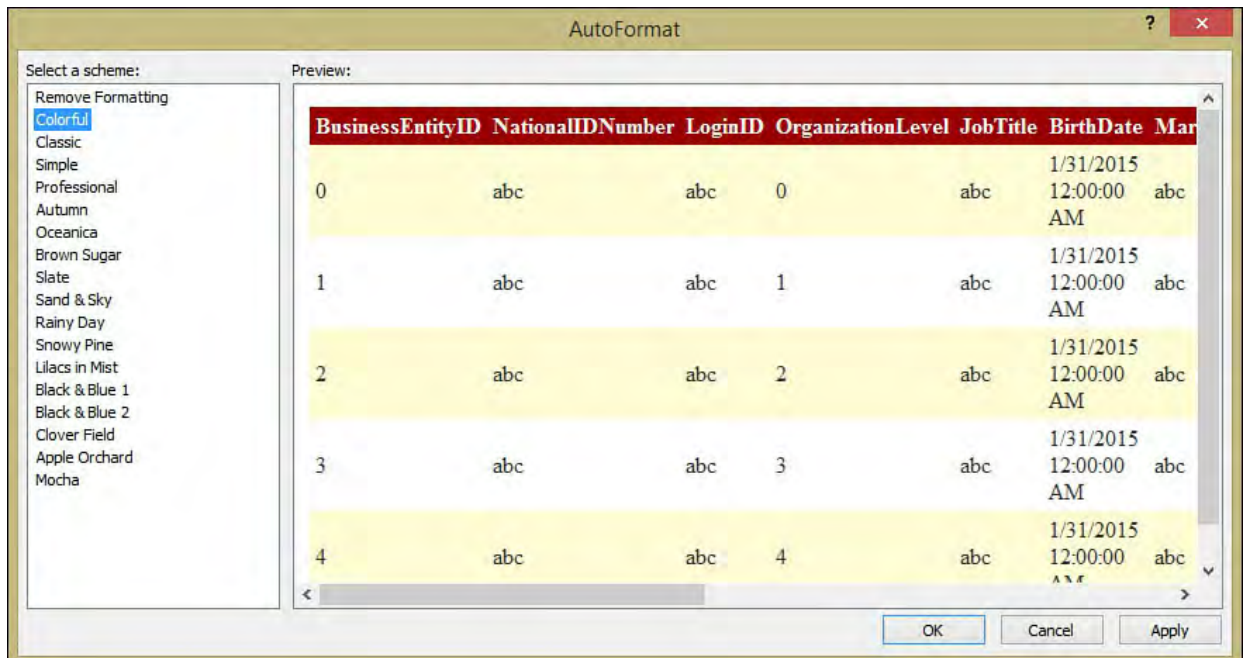 AutoFormat ?
Select a scheme:
Preview:
Remove Formatting
Colorful
Classic
Simple
Professional
Autumn
Oceanica
Brown Sugar
Slate
Sand & Sky
Rainy Day
Snowy Pine
Lilacs in Mist
Black & Blue 1
Black & Blue 2
Clover Field
Apple Orchard
Mocha
BusinessEntityID NationalIDNumber LoginID OrganizationLevel JobTitle BirthDate Mar
0 abc abc 0 abc 1/31/2015 12:00:00 AM abc
1 abc abc 1 abc 1/31/2015 12:00:00 AM abc
2 abc abc 2 abc 1/31/2015 12:00:00 AM abc
3 abc abc 3 abc 1/31/2015 12:00:00 AM abc
4 abc abc 4 abc 1/31/2015 12:00:00 AM abc
OK Cancel Apply